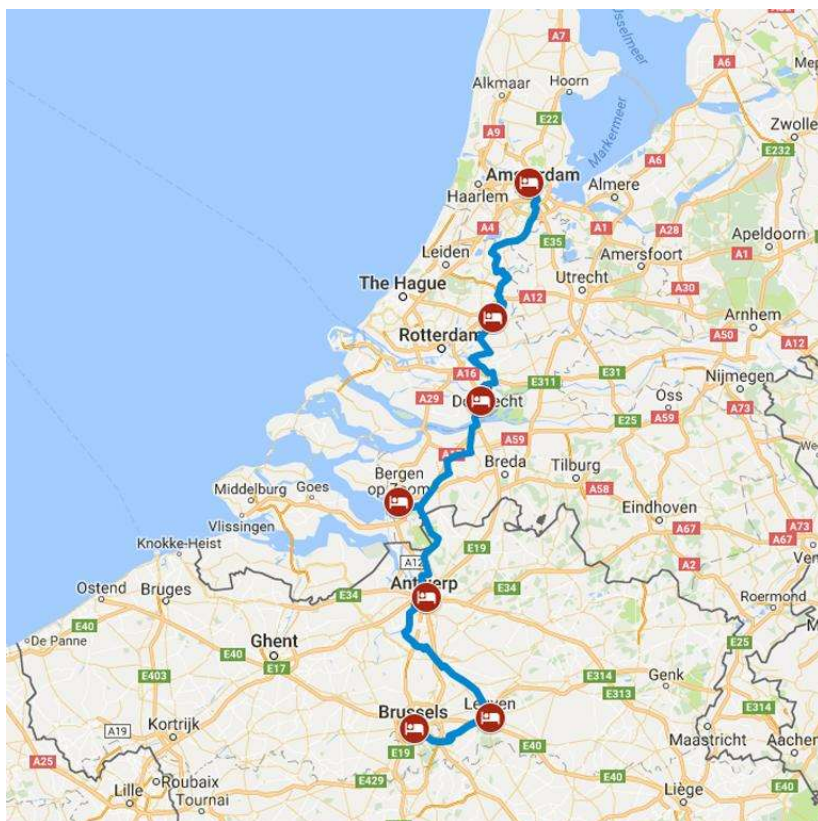 IJsselmeer
A7
A6
Alkmaar
Hoorn
A9
E22
Markermeer
Zwolle
E232
A6
Amsterdam
Haarlem
Almere
A4
A1
A28
E35
Apeldoorn
Leiden
Amersfoort
A1
Utrecht
The Hague
A12
A30
Arnhem
Rotterdam
A50
A12
A16
E31
Nijmegen
E311
A29
Oss
A59
A73
E25
A59
Bergen
op Zoom
Breda
Tilburg
A58
Middelburg
Goes
Vlissingen
Eindhoven
A67
A73
A67
Knokke-Heist
E19
A12
A2
Antwerp
E34
E34
Ostend
Bruges
Roermond
E40
De Panne
Ghent
E40
E17
E25
E403
E314
Genk
E313
E314
Leuven
Brussels
A19
Kortrijk
E19
E40
Maastricht
Aachen
A25
E429
Roubaix
Lille
Tournai
Liège
E40
E40